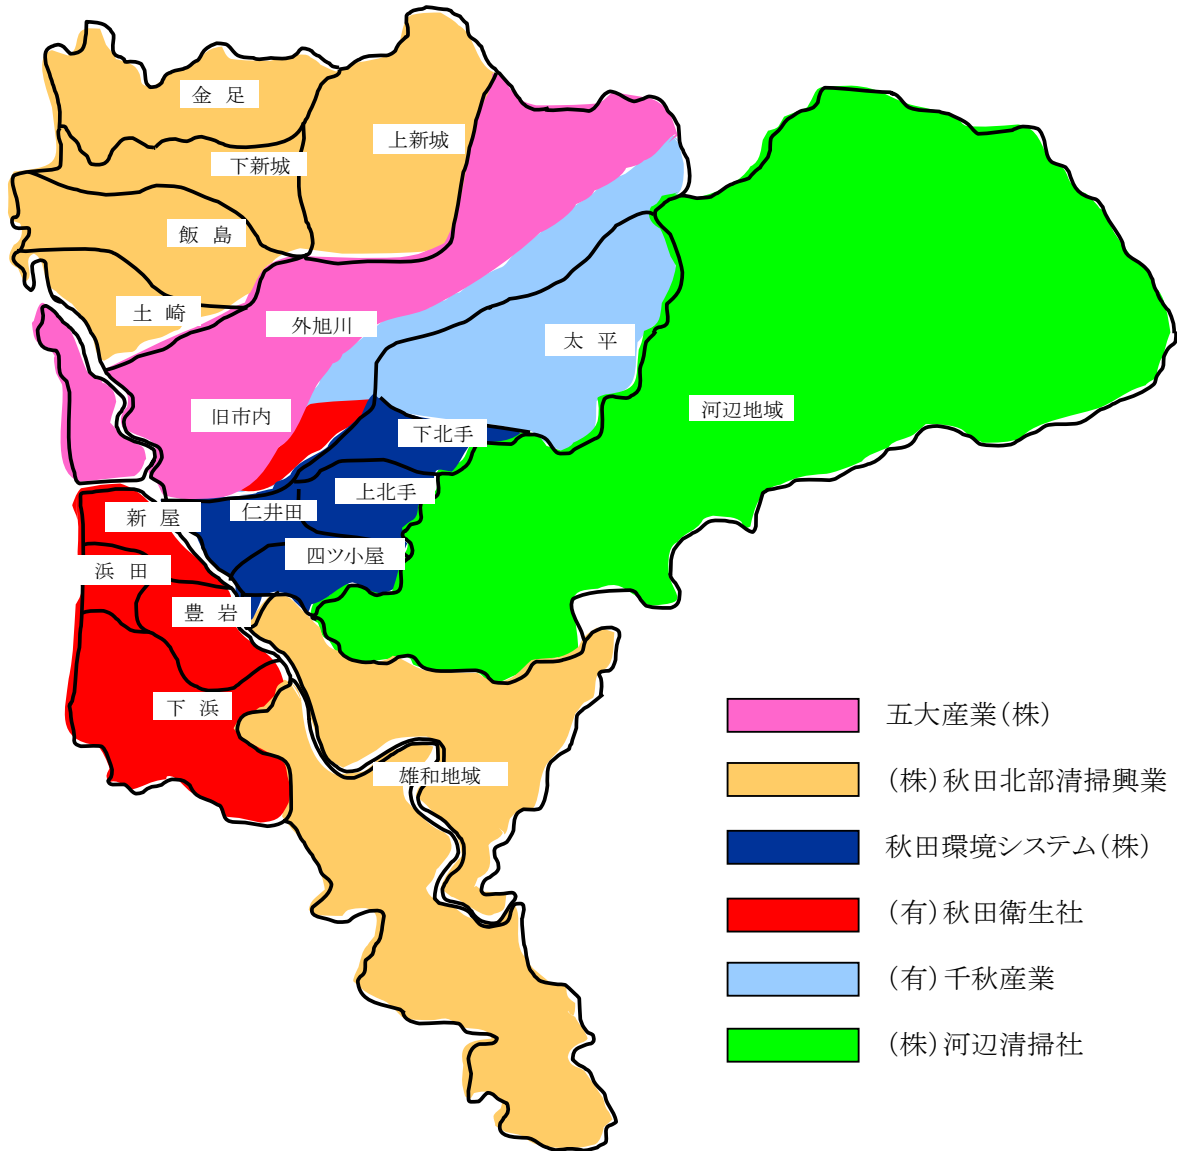 金足
上新城
下新城
飯島
土崎
外旭川
太平
旧市内
河辺地域
下北手
上北手
仁井田
新屋
四ツ小屋
浜田
豊岩
下浜
雄和地域
五大産業(株)
(株)秋田北部清掃興業
秋田環境システム(株)
(有)秋田衛生社
(有)千秋産業
(株)河辺清掃社